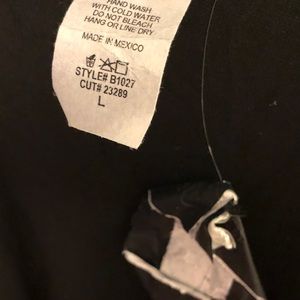 HAND WASH
WITH COLD WATER
DO NOT BLEACH
HANG OR LINE DRY
MADE IN MEXICO
STYLE# B1027
CUT# 23289
L